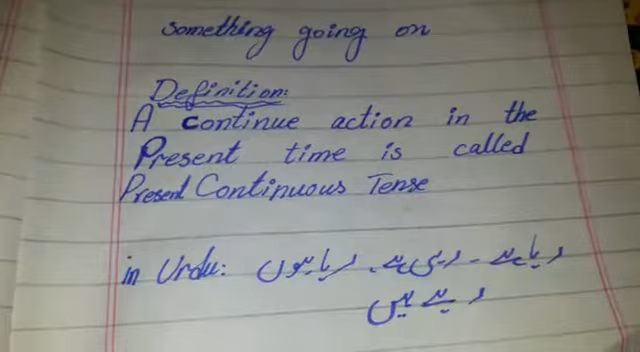 something going on
Definition:
A continue action in the
Present time is called
Present Continuous Tense
in Urdu: رہا ہے ۔ رہی ہے ۔ رہا ہوں
رہے ہیں